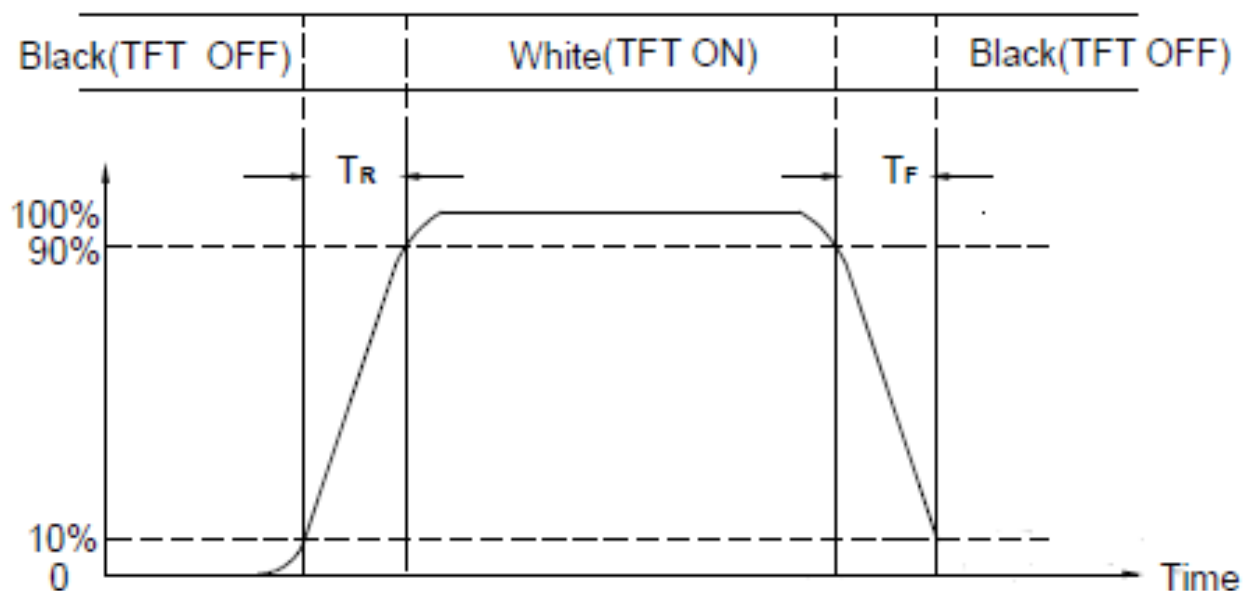 Black(TFT OFF) White(TFT ON) Black(TFT OFF)
TR TF
100%
90%
10%
0
Time